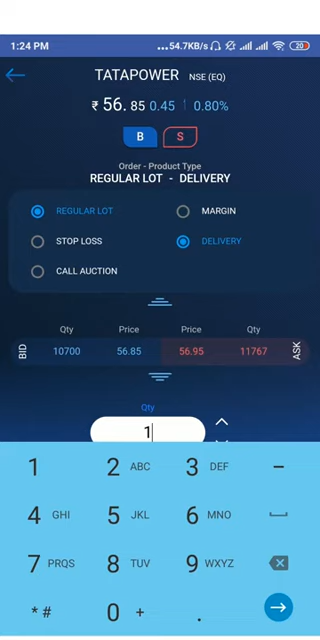 1:24 PM ...54.7KB/s 20
TATAPOWER NSE (EQ)
₹ 56. 85 0.45 0.80%
B S
Order - Product Type
REGULAR LOT - DELIVERY
REGULAR LOT MARGIN
STOP LOSS DELIVERY
CALL AUCTION
Qty Price Price Qty
BID 10700 56.85 56.95 11767 ASK
Qty
1
1 2 ABC 3 DEF -
4 GHI 5 JKL 6 MNO
7 PRQS 8 TUV 9 WXYZ
* # 0 + .